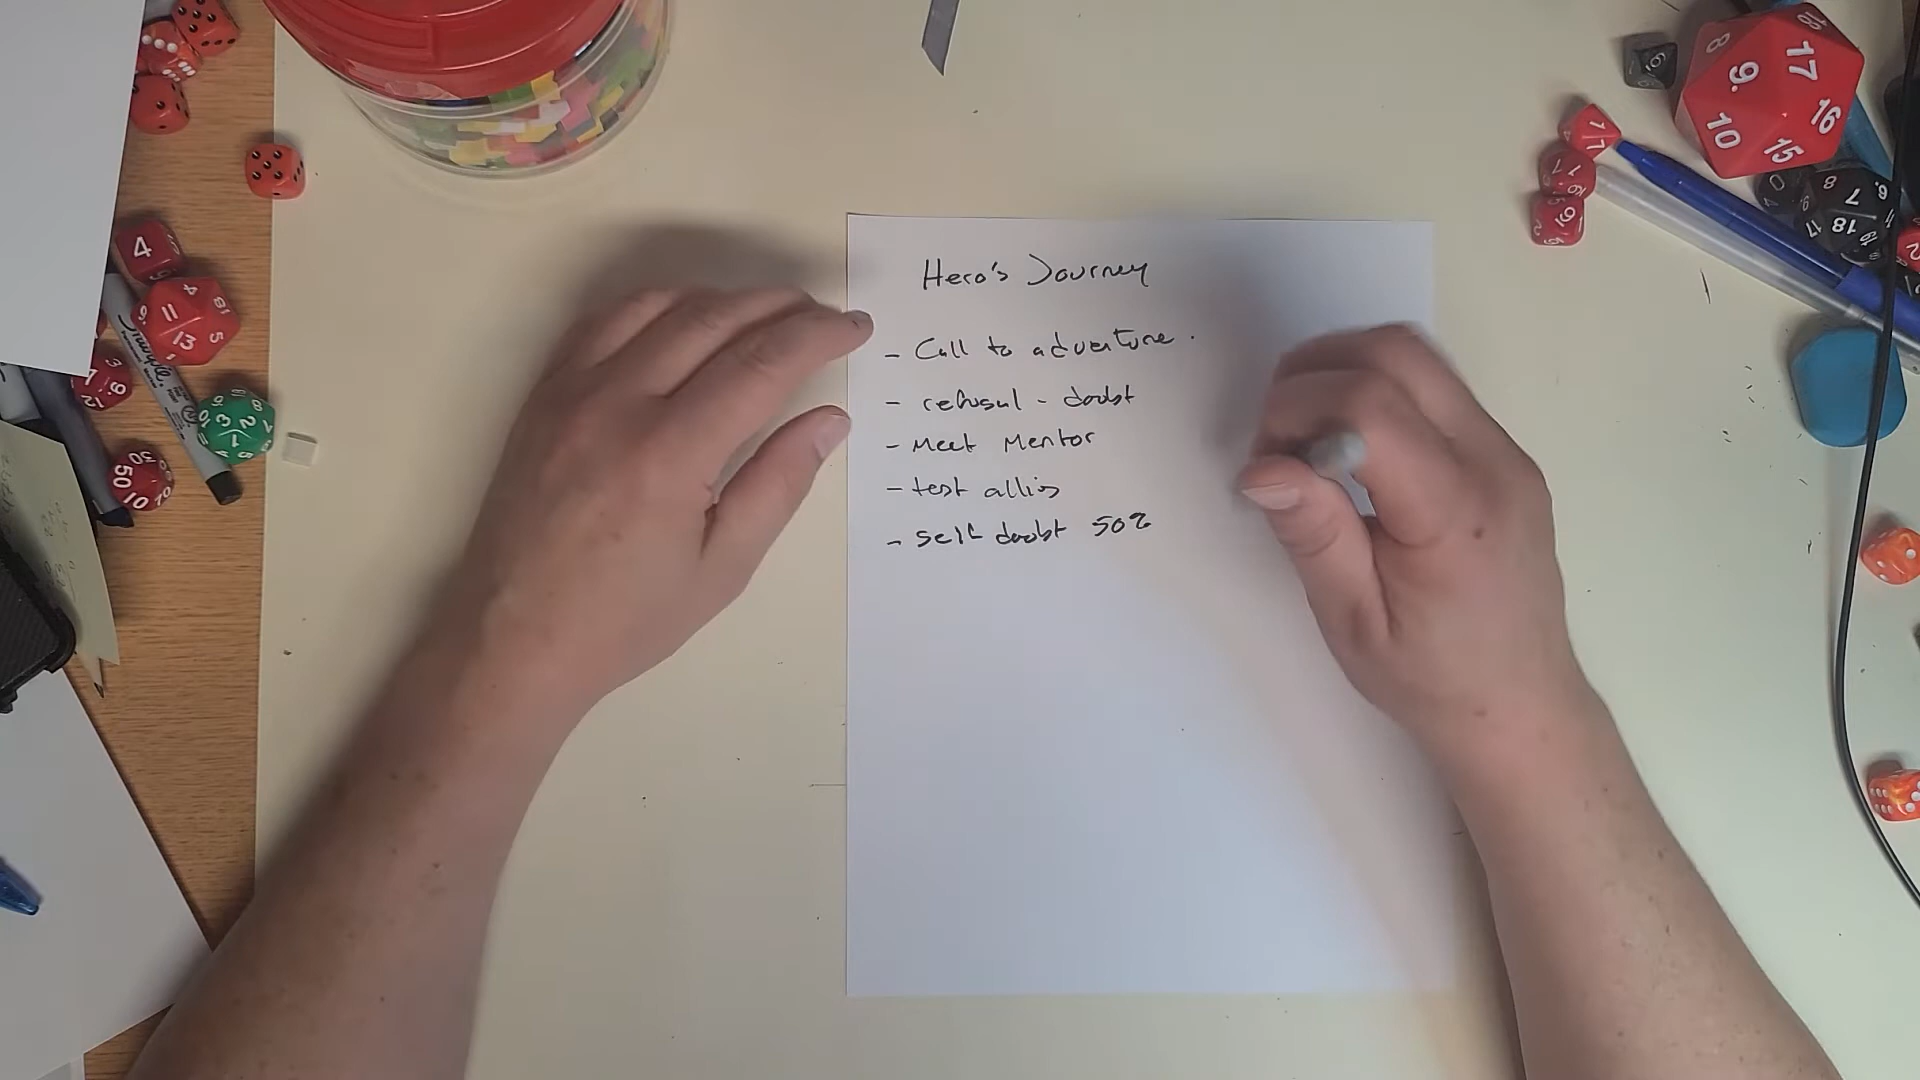 Hero's Journey
- Call to adventure.
- refusal - doubt
- Meet Mentor
- test allies
- self doubt 50%